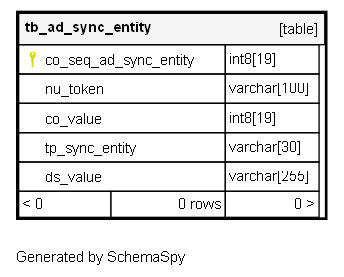 tb_ad_sync_entity [table]
co_seq_ad_sync_entity int8[19]
nu_token varchar[100]
co_value int8[19]
tp_sync_entity varchar[30]
ds_value varchar[255]
< 0 0 rows 0 >
Generated by SchemaSpy